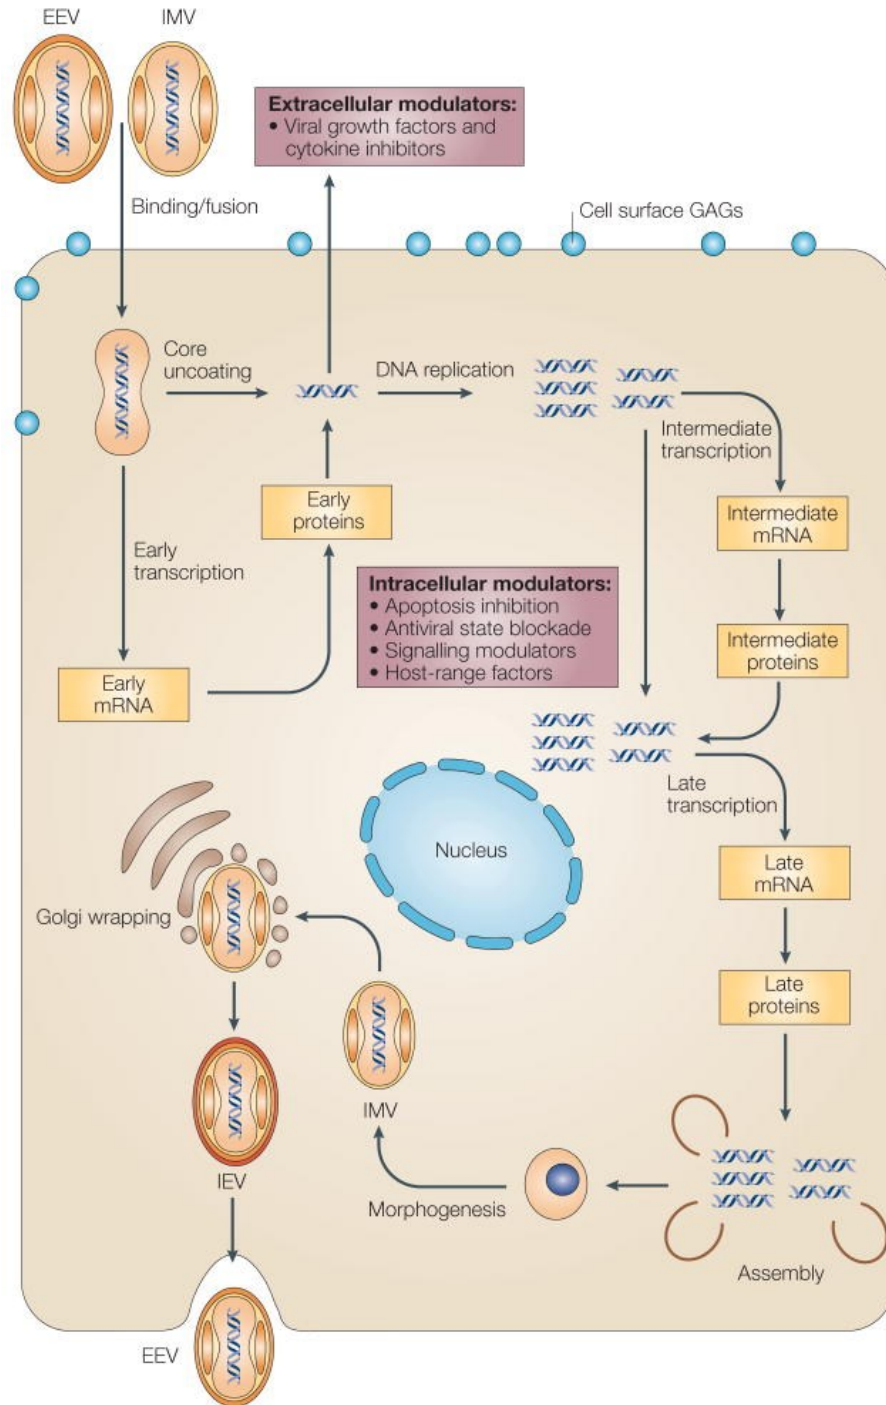 EEV
IMV
Extracellular modulators:
• Viral growth factors and
cytokine inhibitors
Binding/fusion
Cell surface GAGs
Core
uncoating
DNA replication
Intermediate
transcription
Early
proteins
Intermediate
mRNA
Early
transcription
Intracellular modulators:
• Apoptosis inhibition
• Antiviral state blockade
• Signalling modulators
• Host-range factors
Intermediate
proteins
Early
mRNA
Late
transcription
Nucleus
Late
mRNA
Golgi wrapping
Late
proteins
IMV
IEV
Morphogenesis
Assembly
EEV